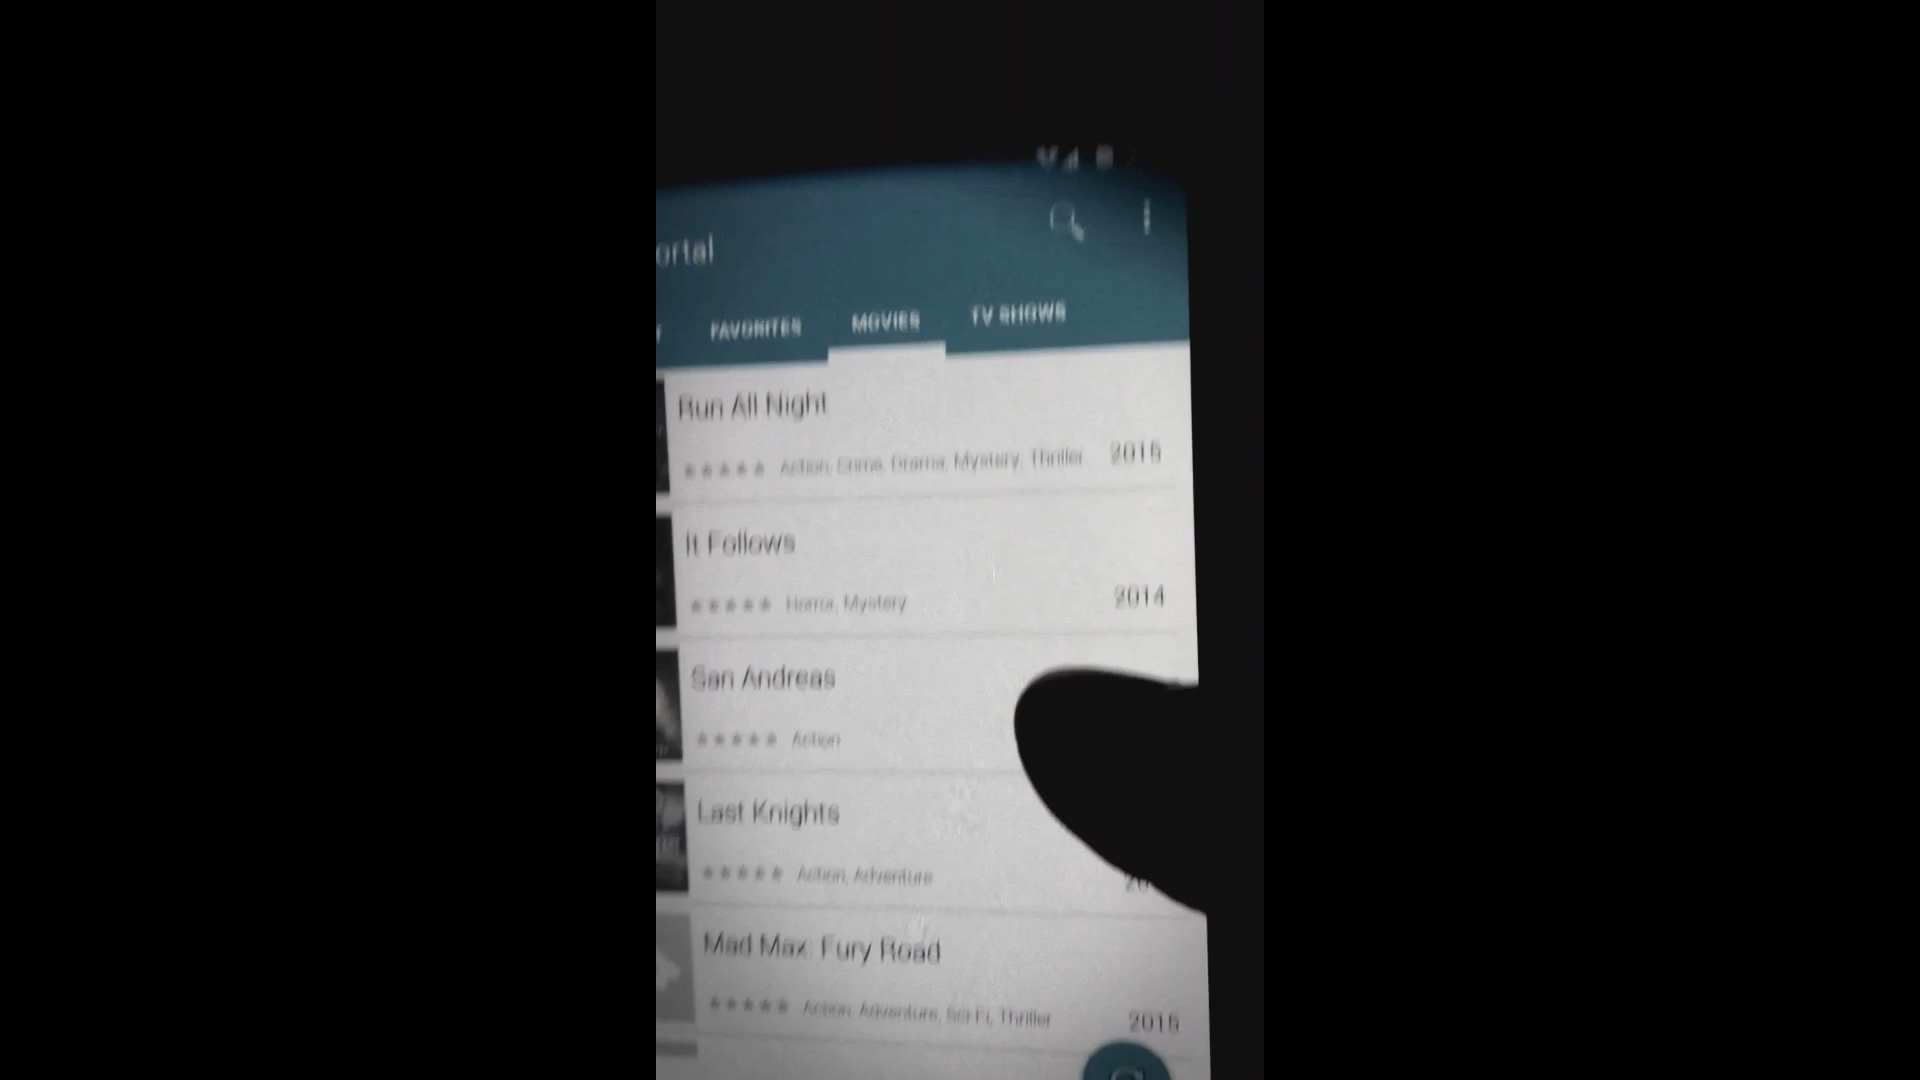 ortal
FAVORITES MOVIES TV SHOWS
Run All Night
Action, Crime, Drama, Mystery, Thriller 2015
It Follows
Horror, Mystery 2014
San Andreas
Action
Last Knights
Action, Adventure 20
Mad Max: Fury Road
Action, Adventure, Sci-Fi, Thriller 2015